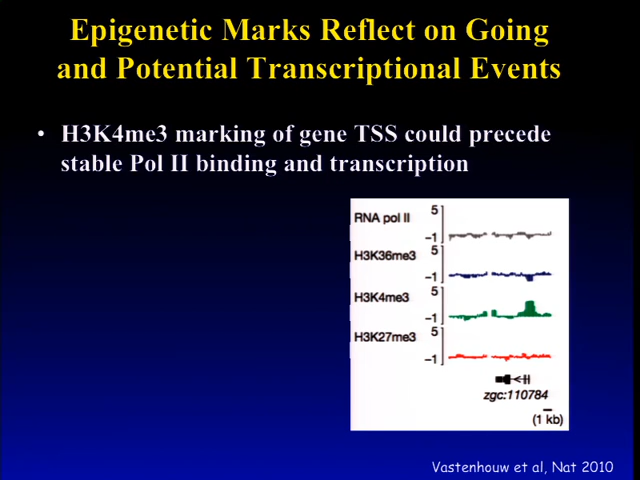 Epigenetic Marks Reflect on Going
and Potential Transcriptional Events
• H3K4me3 marking of gene TSS could precede
stable Pol II binding and transcription
RNA pol II
5
−1
H3K36me3
5
−1
H3K4me3
5
−1
H3K27me3
5
−1
zgc:110784
(1 kb)
Vastenhouw et al, Nat 2010